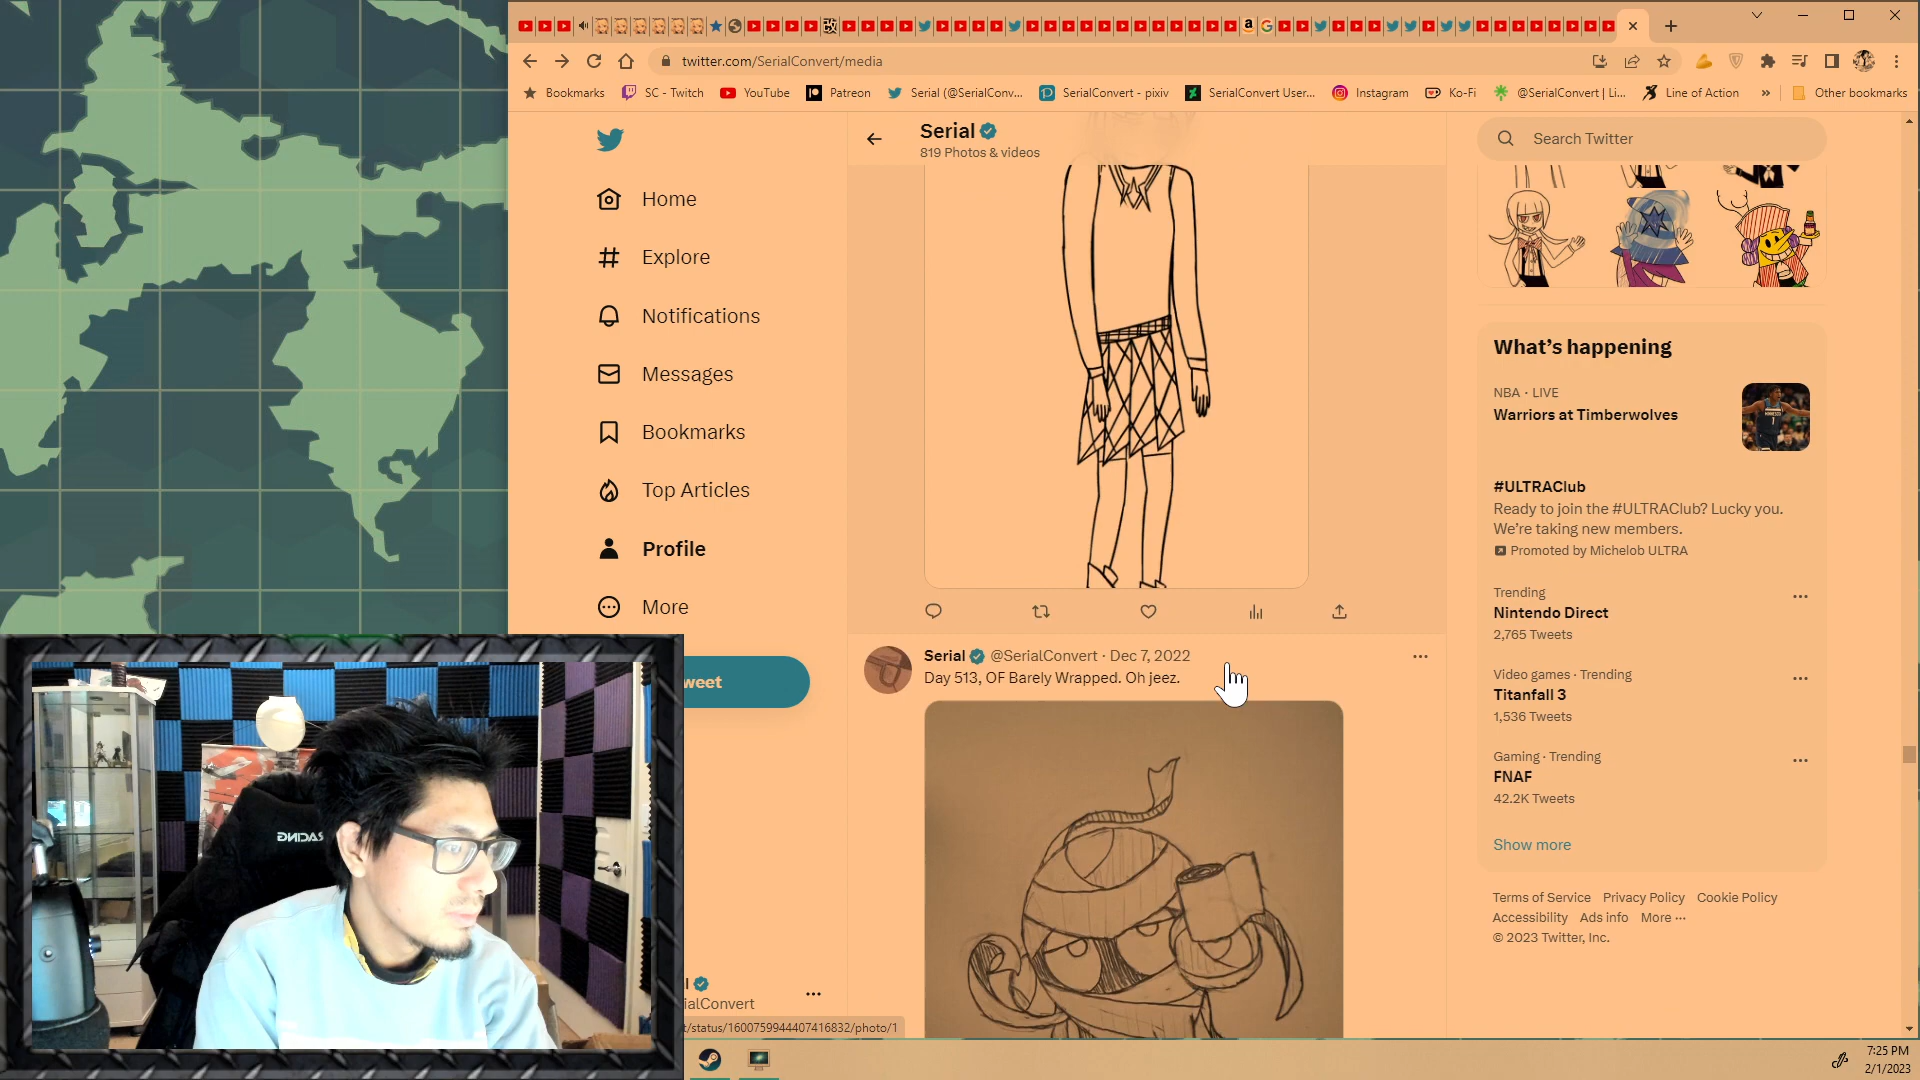 twitter.com/SerialConvert/media
Bookmarks
SC - Twitch
YouTube
Patreon
Serial (@SerialConv...
SerialConvert - pixiv
SerialConvert User...
Instagram
Ko-Fi
@SerialConvert | Li...
Line of Action
»
Other bookmarks
Serial
819 Photos & videos
Search Twitter
Home
Explore
Notifications
Messages
Bookmarks
Top Articles
Profile
More
weet
What's happening
NBA · LIVE
Warriors at Timberwolves
#ULTRAClub
Ready to join the #ULTRAClub? Lucky you.
We're taking new members.
Promoted by Michelob ULTRA
Trending
Nintendo Direct
2,765 Tweets
Video games · Trending
Titanfall 3
1,536 Tweets
Gaming · Trending
FNAF
42.2K Tweets
Show more
Terms of Service Privacy Policy Cookie Policy
Accessibility Ads info More ···
© 2023 Twitter, Inc.
Serial @SerialConvert · Dec 7, 2022
Day 513, OF Barely Wrapped. Oh jeez.
RACING
l
ialConvert
t/status/1600759944407416832/photo/1
7:25 PM
2/1/2023